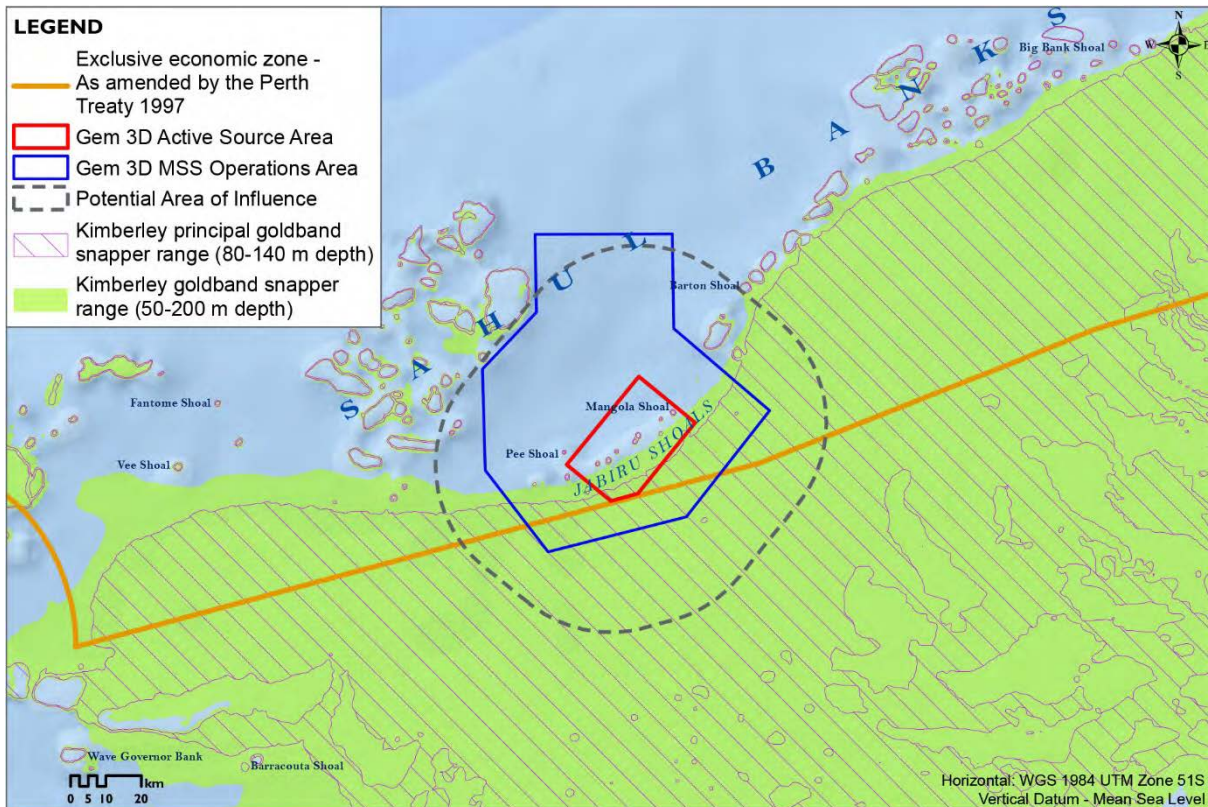 LEGEND
Exclusive economic zone -
As amended by the Perth
Treaty 1997
Gem 3D Active Source Area
Gem 3D MSS Operations Area
Potential Area of Influence
Kimberley principal goldband
snapper range (80-140 m depth)
Kimberley goldband snapper
range (50-200 m depth)
SAHUL BANKS
N
W E
S
Big Bank Shoal
Barton Shoal
Mangola Shoal
Pee Shoal
JABIRU SHOALS
Fantome Shoal
Vee Shoal
Wave Governor Bank
Barracouta Shoal
km
0 5 10 20
Horizontal: WGS 1984 UTM Zone 51S
Vertical Datum - Mean Sea Level